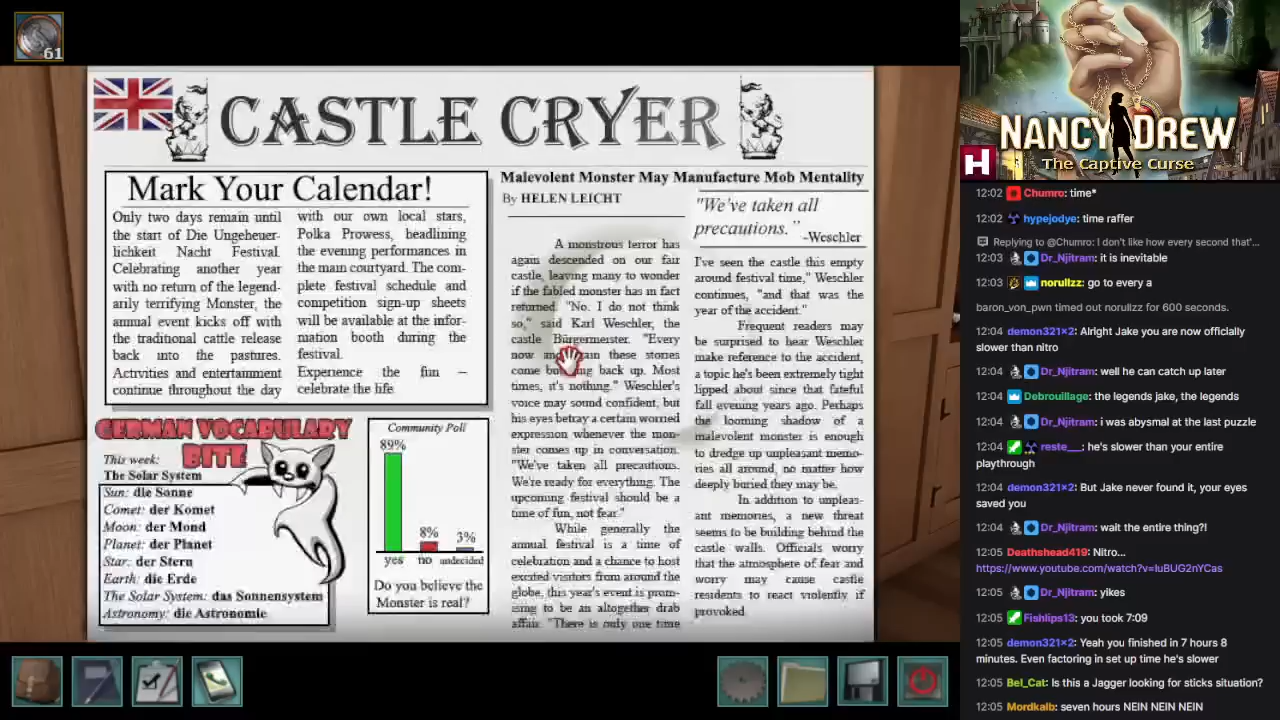 61
CASTLE CRYER
Mark Your Calendar!
Only two days remain until
the start of Die Ungeheuer-
lichkeit Nacht Festival.
Celebrating another year
with no return of the legend-
arily terrifying Monster, the
annual event kicks off with
the traditional cattle release
back into the pastures.
Activities and entertainment
continue throughout the day
with our own local stars,
Polka Prowess, beadlining
the evening performances in
the main courtyard. The com-
plete festival schedule and
competition sign-up sheets
will be available at the infor-
mation booth during the
festival.
Experience the fun –
celebrate the life
GERMAN VOCABULARY
BITE
This week:
The Solar System
Sun: die Sonne
Comet: der Komet
Moon: der Mond
Planet: der Planet
Star: der Stern
Earth: die Erde
The Solar System: das Sonnensystem
Astronomy: die Astronomie
Community Poll
89%
8%
3%
yes no undecided
Do you believe the
Monster is real?
Malevolent Monster May Manufacture Mob Mentality
By HELEN LEICHT
A monstrous terror has
again descended on our fair
castle, leaving many to wonder
if the fabled monster has in fact
returned. "No. I do not think
so," said Karl Weschler, the
castle Bürgermeister. "Every
now and these stories
come back up. Most
times, it's nothing." Weschler's
voice may sound confident, but
his eyes betray a certain worried
expression whenever the mon-
ster comes up in conversation.
"We've taken all precautions.
We're ready for everything. The
upcoming festival should be a
time of fun, not fear."
While generally the
annual festival is a time of
celebration and a chance to host
excited visitors from around the
globe, this year's event is prom-
ising to be an altogether drab
affair. "There is only one time
"We've taken all
precautions."
-Weschler
I've seen the castle this empty
around festival time," Weschler
continues, "and that was the
year of the accident."
Frequent readers may
be surprised to hear Weschler
make reference to the accident,
a topic he's been extremely tight
lipped about since that fateful
fall evening years ago. Perhaps
the looming shadow of a
malevolent monster is enough
to dredge up unpleasant memo-
ries all around, no matter how
deeply buried they may be.
In addition to unpleas-
ant memories, a new threat
seems to be building behind the
castle walls. Officials worry
that the atmosphere of fear and
worry may cause castle
residents to react violently if
provoked.
NANCY DREW
The Captive Curse
H
12:02 Chumro: time*
12:02 hypejodye: time raffer
Replying to @Chumro: I don't like how every second that'...
12:03 Dr_Njitram: it is inevitable
12:03 norullzz: go to every a
baron_von_pwn timed out norullzz for 600 seconds.
12:04 demon321×2: Alright Jake you are now officially
slower than nitro
12:04 Dr_Njitram: well he can catch up later
12:04 Debrouillage: the legends jake, the legends
12:04 Dr_Njitram: i was abysmal at the last puzzle
12:04 reste___: he's slower than your entire
playthrough
12:04 demon321×2: But Jake never found it, your eyes
saved you
12:04 Dr_Njitram: wait the entire thing?!
12:05 Deathshead419: Nitro...
https://www.youtube.com/watch?v=IuBUG2nYCas
12:05 Dr_Njitram: yikes
12:05 Fishlips13: you took 7:09
12:05 demon321×2: Yeah you finished in 7 hours 8
minutes. Even factoring in set up time he's slower
12:05 Bel_Cat: Is this a Jagger looking for sticks situation?
12:05 Mordkalb: seven hours NEIN NEIN NEIN